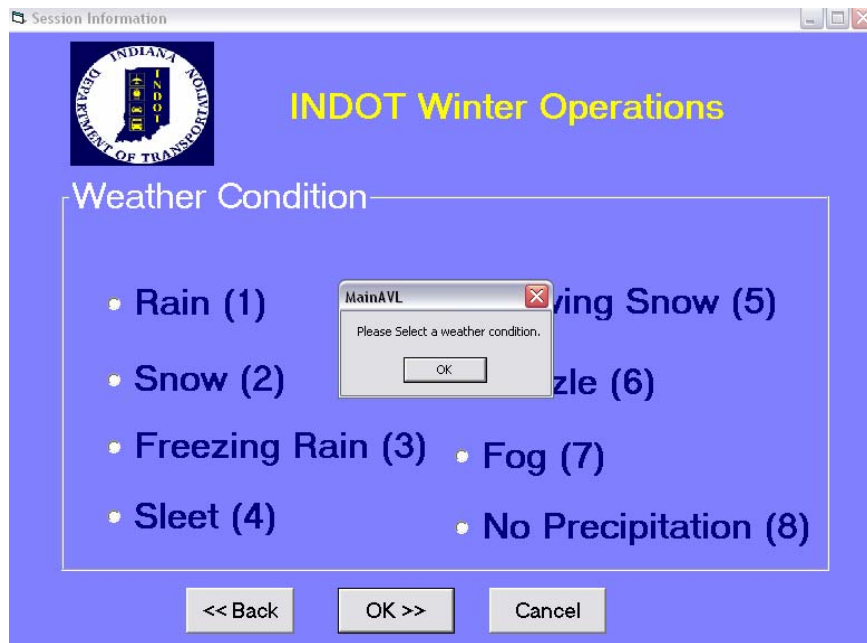 Session Information
INDIANA
DEPARTMENT OF TRANSPORTATION
INDOT
INDOT Winter Operations
Weather Condition
Rain (1)
Snow (2)
Freezing Rain (3)
Sleet (4)
MainAVL
Please Select a weather condition.
OK
Snow (5)
(6)
Fog (7)
No Precipitation (8)
<< Back
OK >>
Cancel